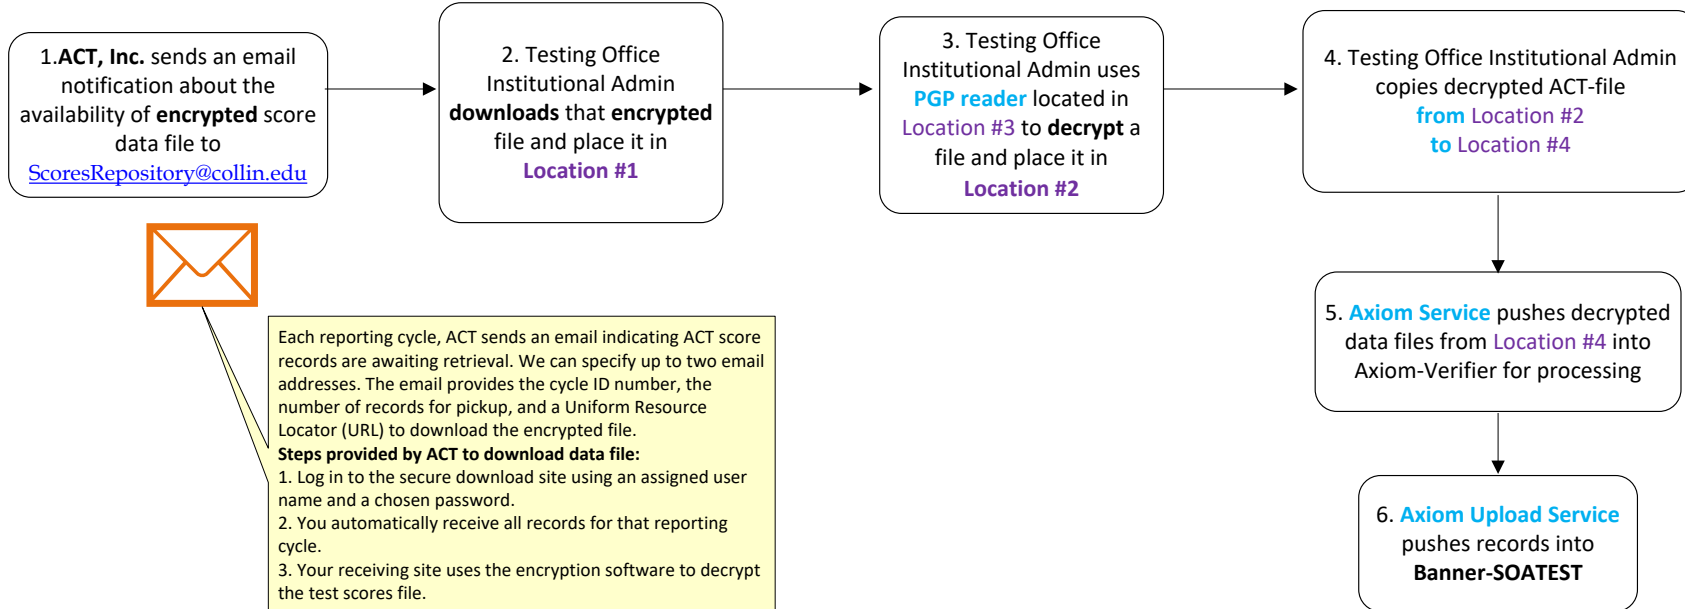 1.ACT, Inc. sends an email
notification about the
availability of encrypted score
data file to
ScoresRepository@collin.edu
2. Testing Office
Institutional Admin
downloads that encrypted
file and place it in
Location #1
3. Testing Office
Institutional Admin uses
PGP reader located in
Location #3 to decrypt a
file and place it in
Location #2
4. Testing Office Institutional Admin
copies decrypted ACT-file
from Location #2
to Location #4
5. Axiom Service pushes decrypted
data files from Location #4 into
Axiom-Verifier for processing
6. Axiom Upload Service
pushes records into
Banner-SOATEST
Each reporting cycle, ACT sends an email indicating ACT score
records are awaiting retrieval. We can specify up to two email
addresses. The email provides the cycle ID number, the
number of records for pickup, and a Uniform Resource
Locator (URL) to download the encrypted file.
Steps provided by ACT to download data file:
1. Log in to the secure download site using an assigned user
name and a chosen password.
2. You automatically receive all records for that reporting
cycle.
3. Your receiving site uses the encryption software to decrypt
the test scores file.